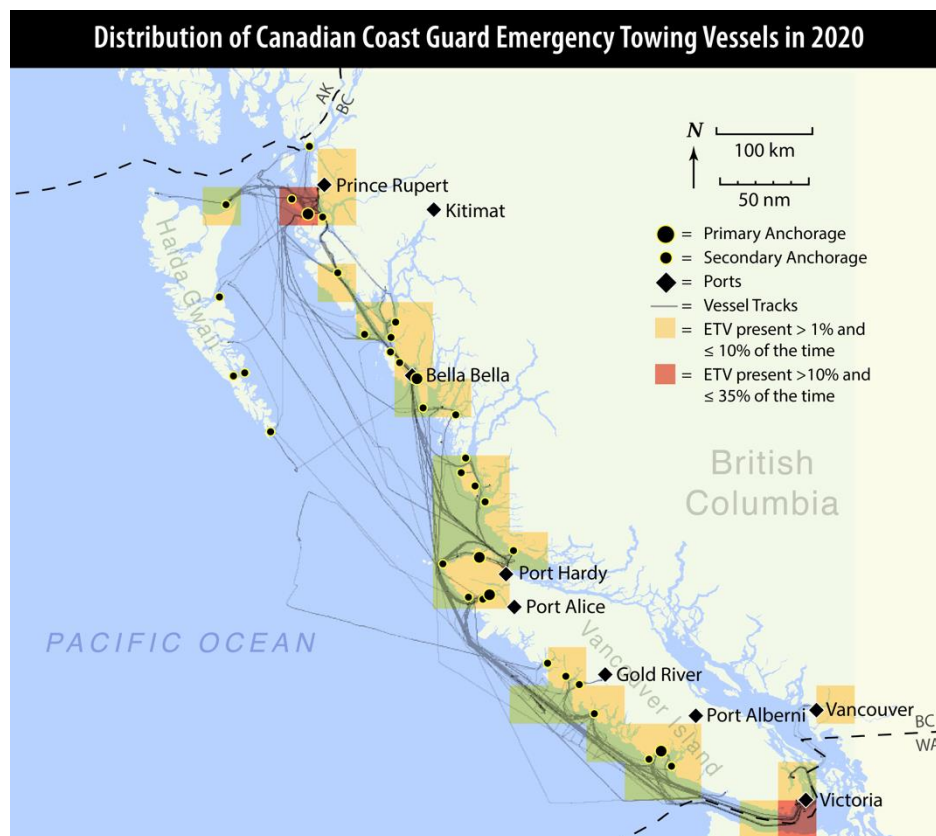 Distribution of Canadian Coast Guard Emergency Towing Vessels in 2020
AK
BC
N
100 km
50 nm
Prince Rupert
Kitimat
= Primary Anchorage
= Secondary Anchorage
= Ports
= Vessel Tracks
= ETV present > 1% and
≤ 10% of the time
= ETV present >10% and
≤ 35% of the time
Haida Gwaii
Bella Bella
British
Columbia
Port Hardy
Port Alice
PACIFIC OCEAN
Vancouver Island
Gold River
Port Alberni
Vancouver
BC
WA
Victoria